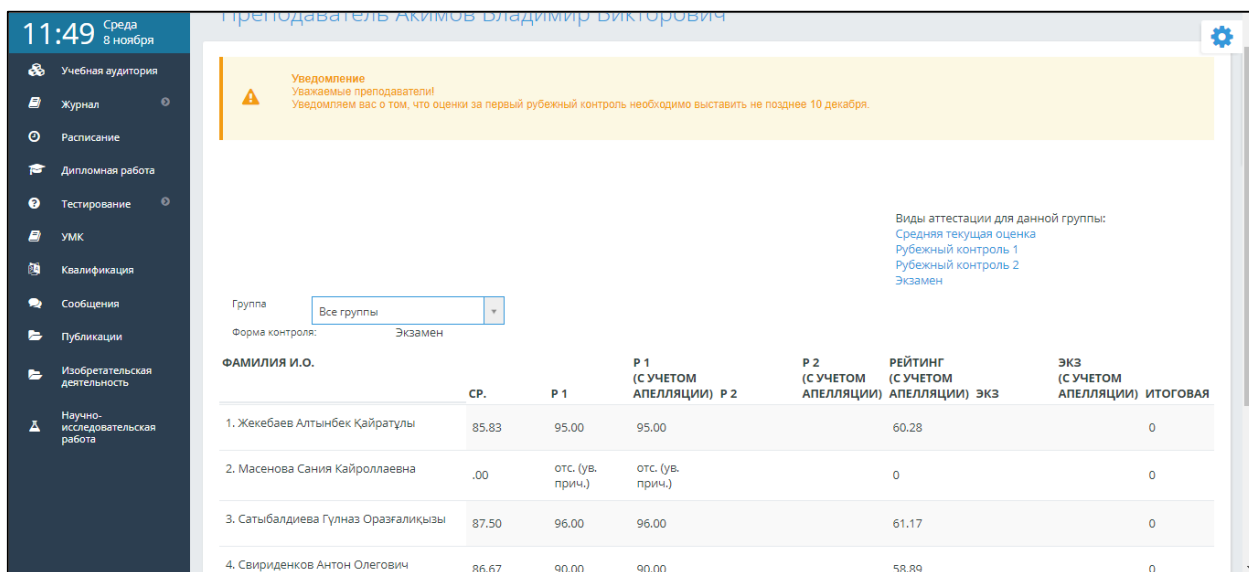 11:49 Среда
8 ноября
Учебная аудитория
Журнал
Расписание
Дипломная работа
Тестирование
УМК
Квалификация
Сообщения
Публикации
Изобретательская
деятельность
Научно-
исследовательская
работа
Преподаватель Акимов Владимир Викторович
Уведомление
Уважаемые преподаватели!
Уведомляем вас о том, что оценки за первый рубежный контроль необходимо выставить не позднее 10 декабря.
Виды аттестации для данной группы:
Средняя текущая оценка
Рубежный контроль 1
Рубежный контроль 2
Экзамен
Группа Все группы
Форма контроля: Экзамен
ФАМИЛИЯ И.О. Р 1 Р 2 РЕЙТИНГ ЭКЗ
(С УЧЕТОМ (С УЧЕТОМ (С УЧЕТОМ (С УЧЕТОМ
СР. Р 1 АПЕЛЛЯЦИИ) Р 2 АПЕЛЛЯЦИИ) АПЕЛЛЯЦИИ) ЭКЗ АПЕЛЛЯЦИИ) ИТОГОВАЯ
1. Жекебаев Алтынбек Қайратұлы 85.83 95.00 95.00 60.28 0
2. Масенова Сания Кайроллаевна .00 отс. (ув. прич.) отс. (ув. прич.) 0 0
3. Сатыбалдиева Гүлназ Оразғалиқызы 87.50 96.00 96.00 61.17 0
4. Свириденков Антон Олегович 86.67 90.00 90.00 58.89 0